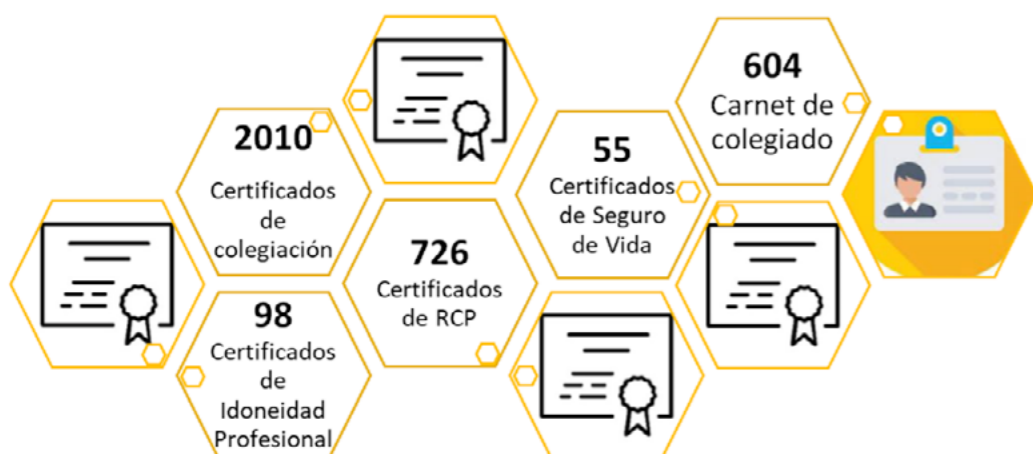 2010
Certificados
de
colegiación
98
Certificados
de
Idoneidad
Profesional
726
Certificados
de RCP
55
Certificados
de Seguro
de Vida
604
Carnet de
colegiado